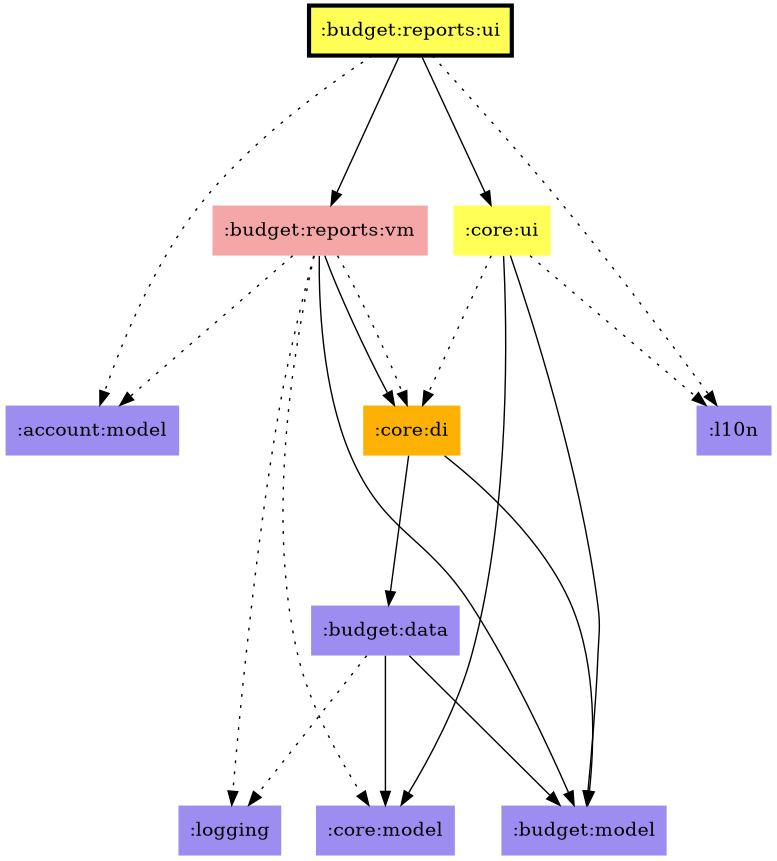 :budget:reports:ui
:budget:reports:vm
:core:ui
:account:model
:core:di
:l10n
:budget:data
:logging
:core:model
:budget:model